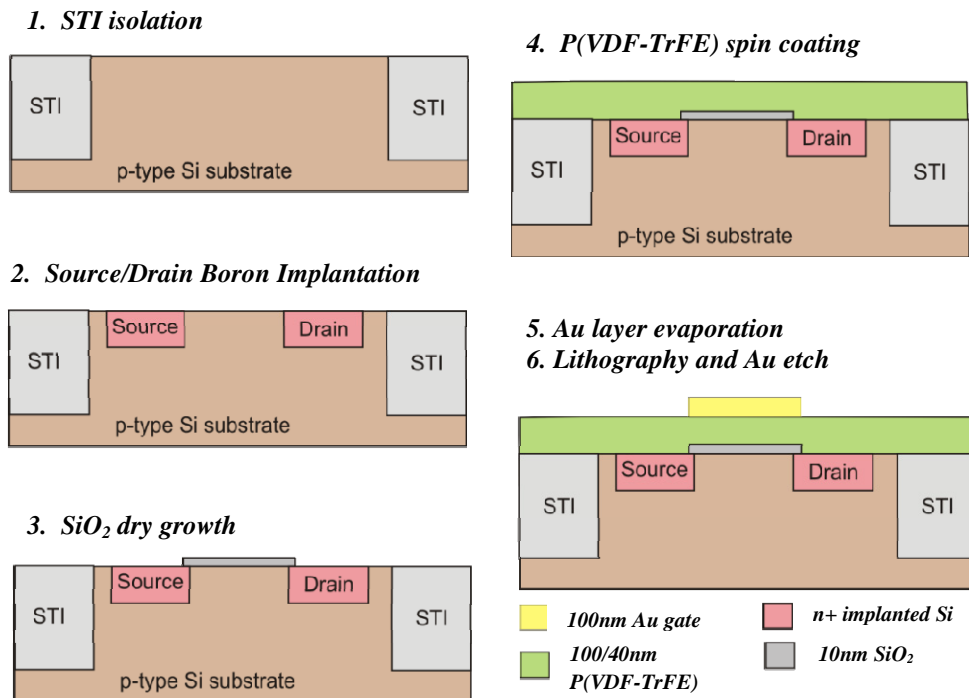 1. STI isolation
STI
STI
p-type Si substrate
2. Source/Drain Boron Implantation
Source
Drain
STI
STI
p-type Si substrate
3. SiO₂ dry growth
Source
Drain
STI
STI
p-type Si substrate
4. P(VDF-TrFE) spin coating
Source
Drain
STI
STI
p-type Si substrate
5. Au layer evaporation
6. Lithography and Au etch
Source
Drain
STI
STI
100nm Au gate
n+ implanted Si
100/40nm
P(VDF-TrFE)
10nm SiO₂